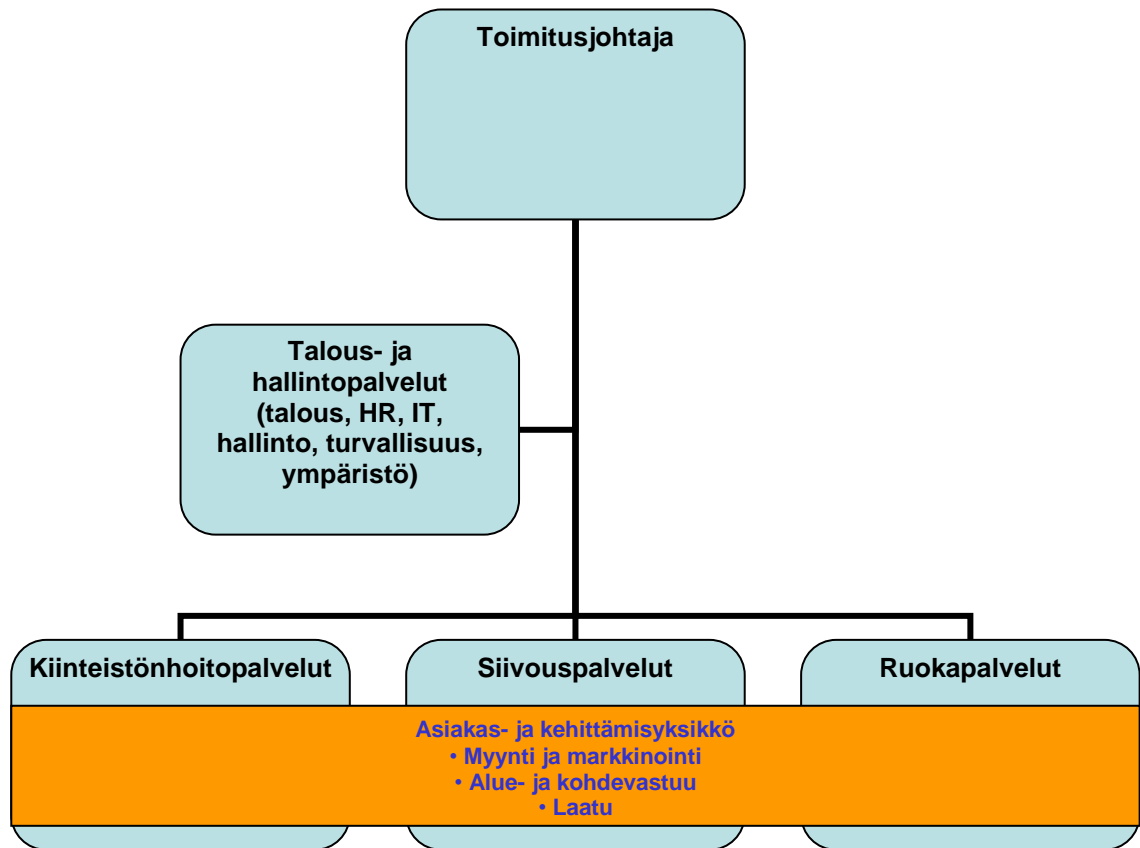 Toimitusjohtaja
Talous- ja
hallintopalvelut
(talous, HR, IT,
hallinto, turvallisuus,
ympäristö)
Kiinteistönhoitopalvelut
Siivouspalvelut
Ruokapalvelut
Asiakas- ja kehittämisyksikkö
• Myynti ja markkinointi
• Alue- ja kohdevastuu
• Laatu